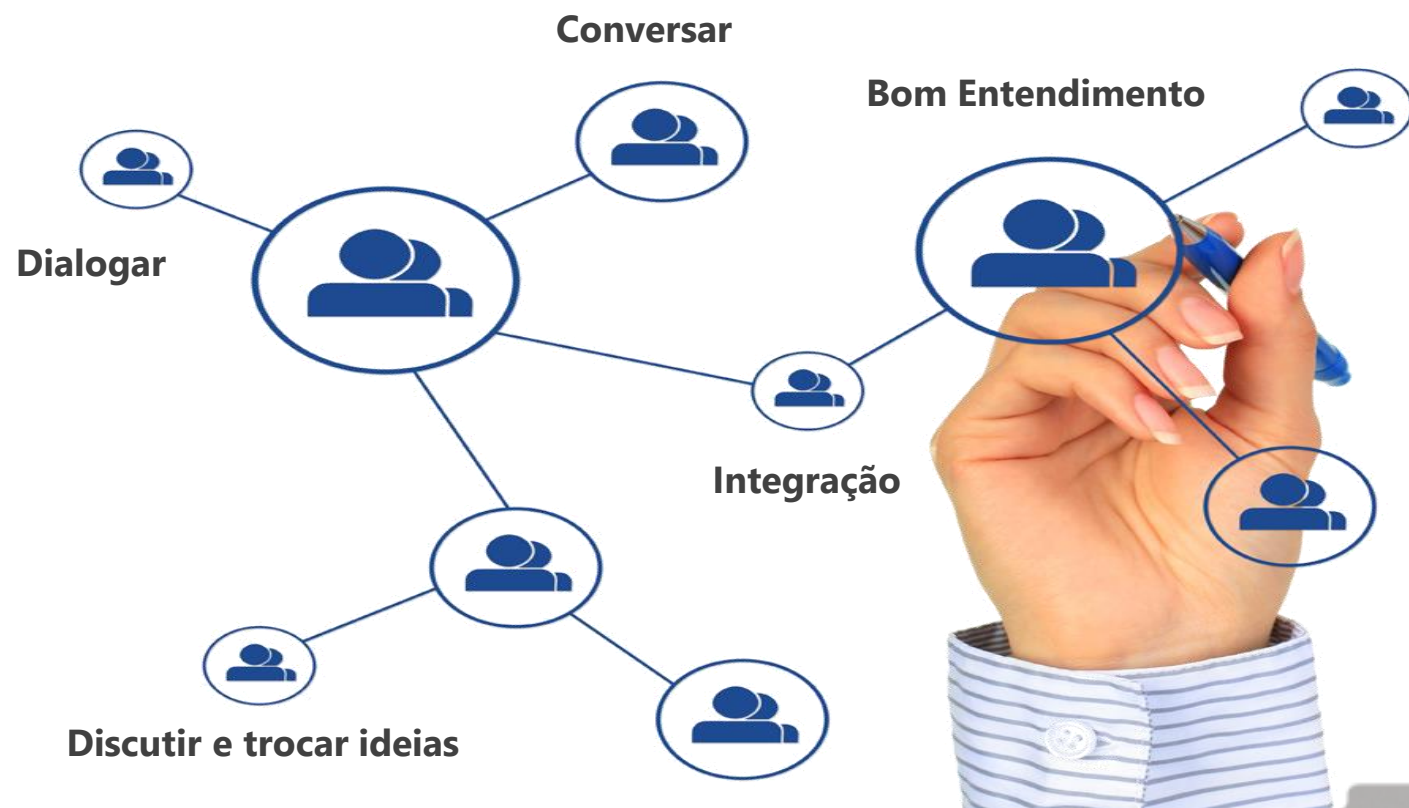 Conversar
Bom Entendimento
Dialogar
Integração
Discutir e trocar ideias